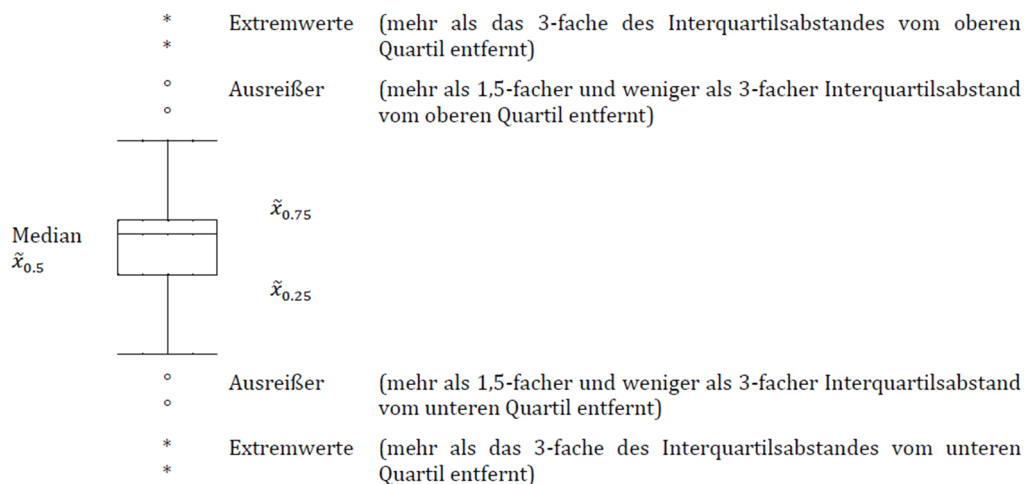 * Extremwerte (mehr als das 3-fache des Interquartilsabstandes vom oberen
* Quartil entfernt)
° Ausreißer (mehr als 1,5-facher und weniger als 3-facher Interquartilsabstand
° vom oberen Quartil entfernt)
x̃0.75
Median
x̃0.5
x̃0.25
° Ausreißer (mehr als 1,5-facher und weniger als 3-facher Interquartilsabstand
° vom unteren Quartil entfernt)
* Extremwerte (mehr als das 3-fache des Interquartilsabstandes vom unteren
* Quartil entfernt)